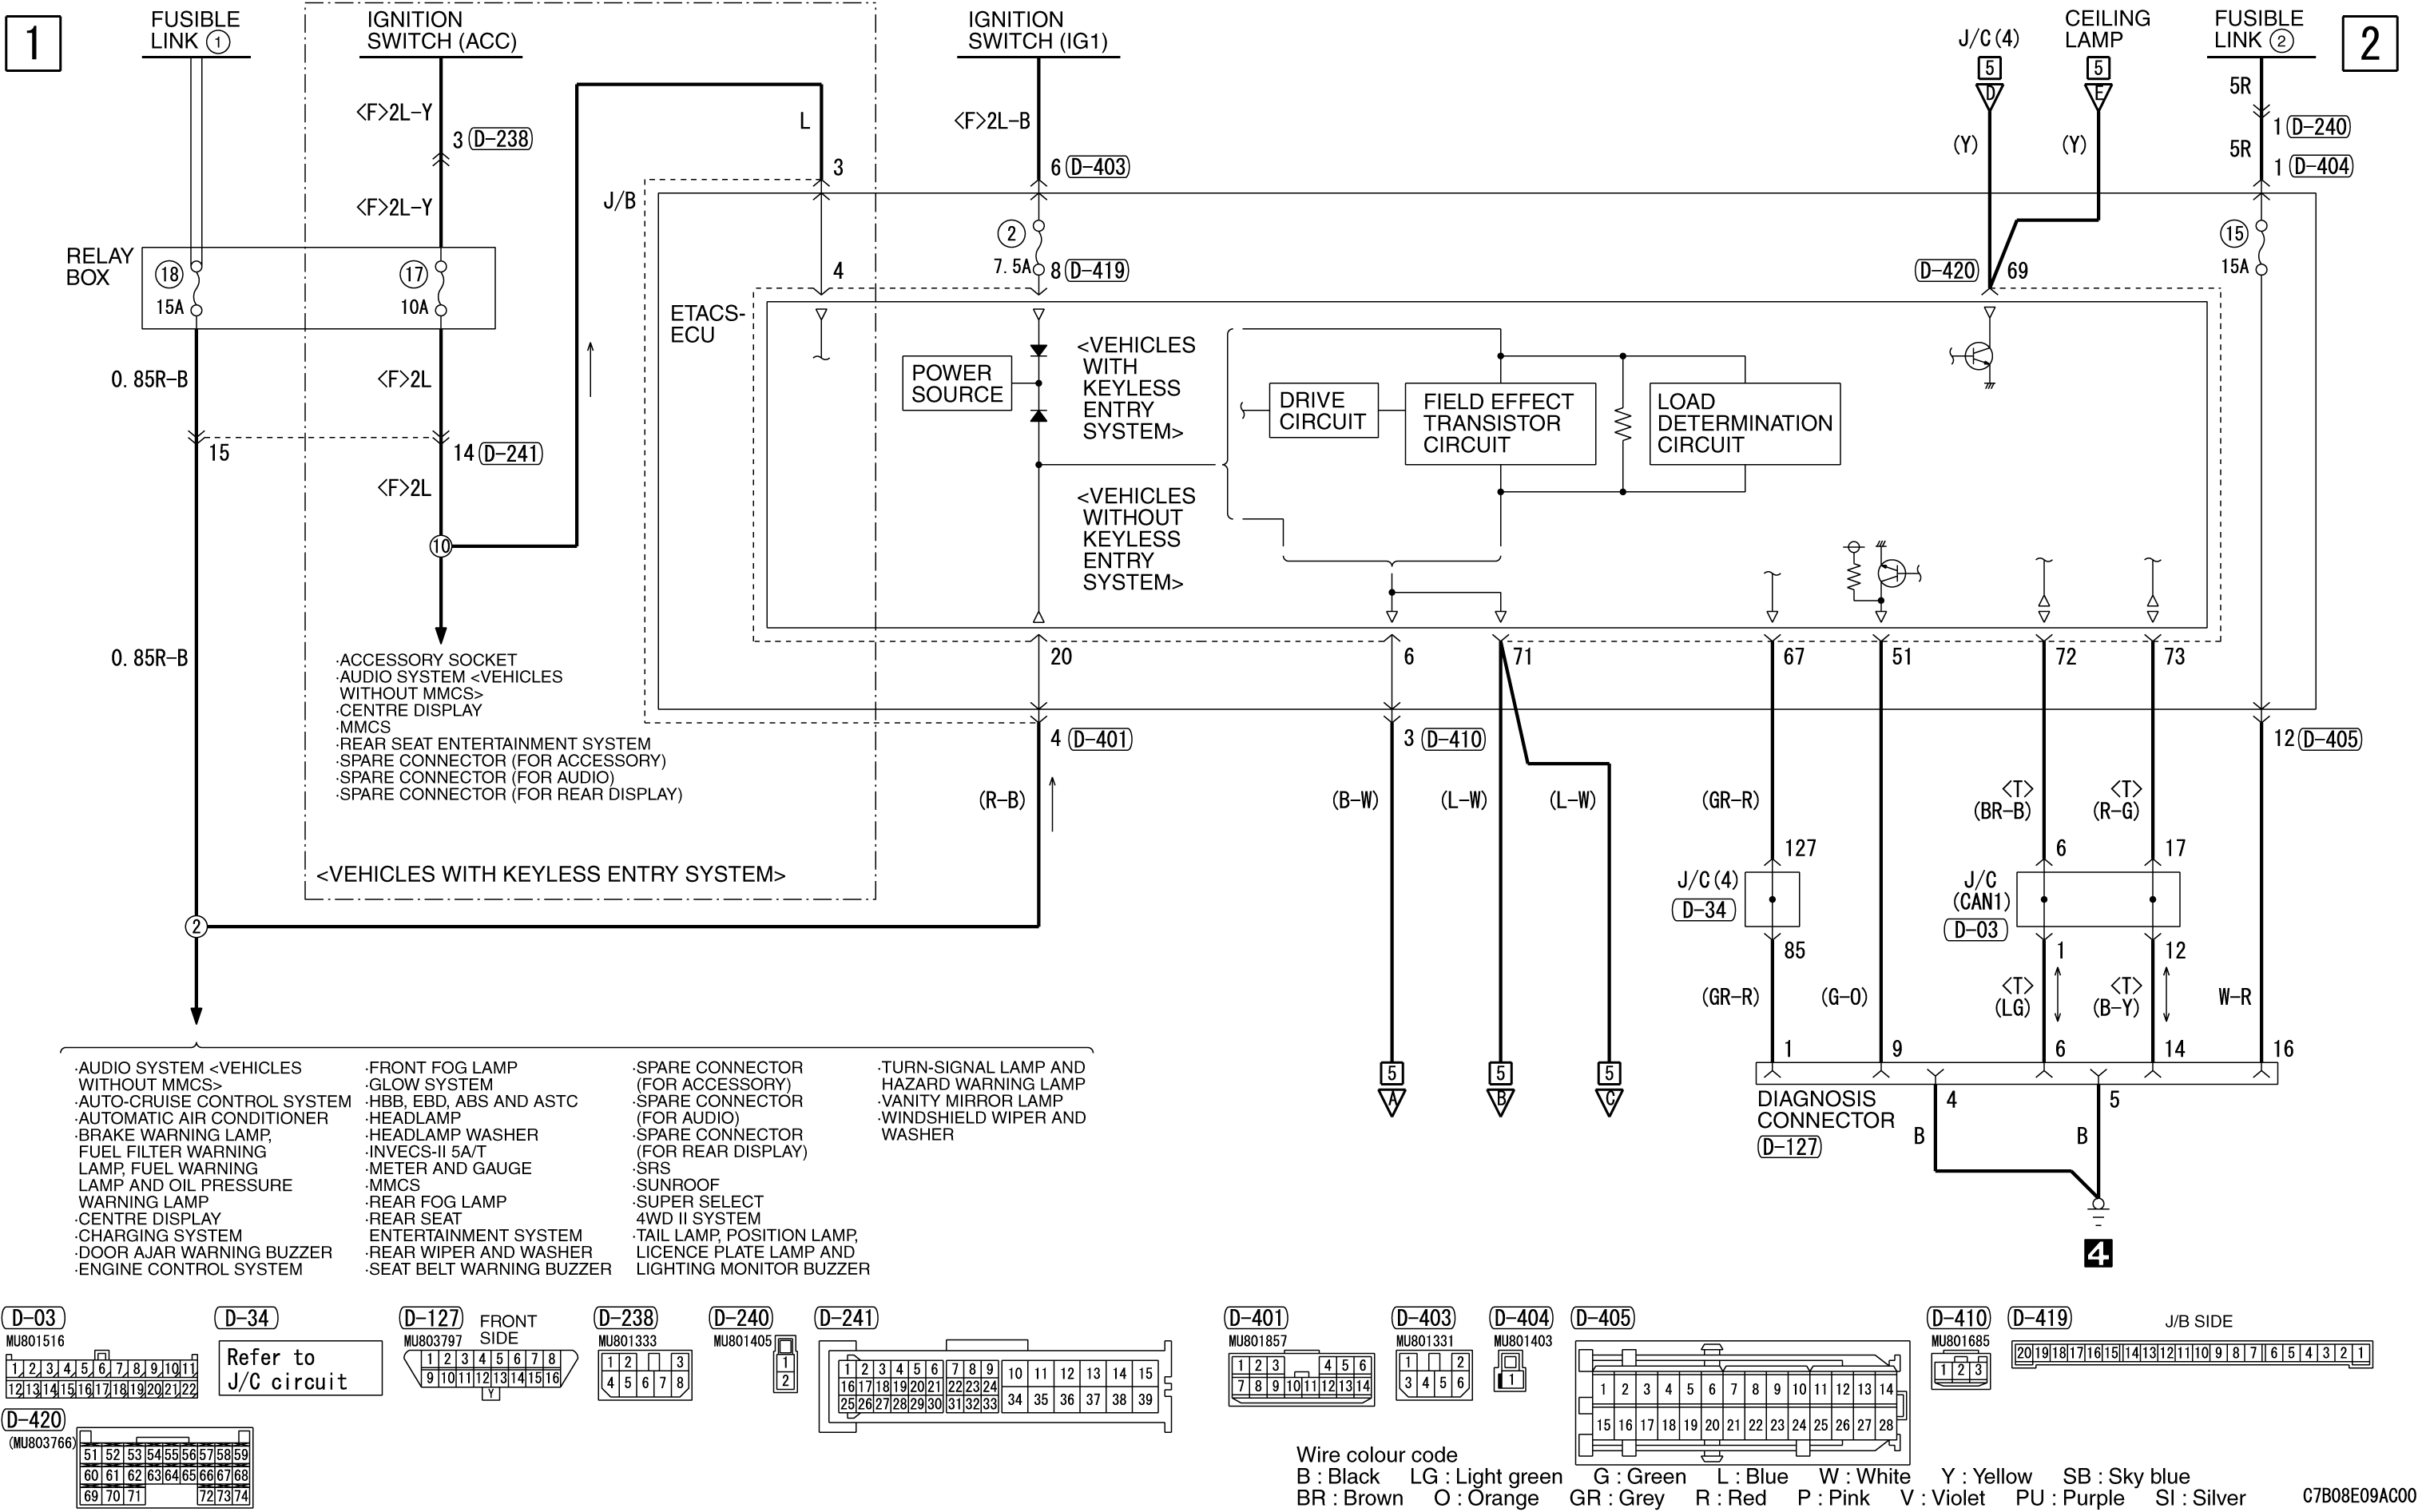 1
FUSIBLE
LINK ①
IGNITION
SWITCH (ACC)
IGNITION
SWITCH (IG1)
J/C(4)
CEILING
LAMP
FUSIBLE
LINK ②
2
5
D
5
E
<F>2L-Y
3 D-238
<F>2L-Y
L
3
<F>2L-B
6 D-403
(Y)
(Y)
5R
1 D-240
5R
1 D-404
J/B
RELAY
BOX
18
15A
17
10A
4
2
7.5A
8 D-419
D-420 69
15
15A
ETACS-
ECU
POWER
SOURCE
<VEHICLES
WITH
KEYLESS
ENTRY
SYSTEM>
<VEHICLES
WITHOUT
KEYLESS
ENTRY
SYSTEM>
DRIVE
CIRCUIT
FIELD EFFECT
TRANSISTOR
CIRCUIT
LOAD
DETERMINATION
CIRCUIT
0.85R-B
<F>2L
15
14 D-241
<F>2L
10
0.85R-B
20
6
71
67
51
72
73
·ACCESSORY SOCKET
·AUDIO SYSTEM <VEHICLES
WITHOUT MMCS>
·CENTRE DISPLAY
·MMCS
·REAR SEAT ENTERTAINMENT SYSTEM
·SPARE CONNECTOR (FOR ACCESSORY)
·SPARE CONNECTOR (FOR AUDIO)
·SPARE CONNECTOR (FOR REAR DISPLAY)
<VEHICLES WITH KEYLESS ENTRY SYSTEM>
2
4 D-401
3 D-410
12 D-405
(R-B)
(B-W)
(L-W)
(L-W)
(GR-R)
<T>
(BR-B)
<T>
(R-G)
127
6
17
J/C(4)
D-34
J/C
(CAN1)
D-03
85
1
12
(GR-R)
(G-O)
<T>
(LG)
<T>
(B-Y)
W-R
5
A
5
B
5
C
1
9
6
14
16
DIAGNOSIS
CONNECTOR
D-127
4
5
B
B
4
·AUDIO SYSTEM <VEHICLES
WITHOUT MMCS>
·AUTO-CRUISE CONTROL SYSTEM
·AUTOMATIC AIR CONDITIONER
·BRAKE WARNING LAMP,
FUEL FILTER WARNING
LAMP, FUEL WARNING
LAMP AND OIL PRESSURE
WARNING LAMP
·CENTRE DISPLAY
·CHARGING SYSTEM
·DOOR AJAR WARNING BUZZER
·ENGINE CONTROL SYSTEM
·FRONT FOG LAMP
·GLOW SYSTEM
·HBB, EBD, ABS AND ASTC
·HEADLAMP
·HEADLAMP WASHER
·INVECS-II 5A/T
·METER AND GAUGE
·MMCS
·REAR FOG LAMP
·REAR SEAT
ENTERTAINMENT SYSTEM
·REAR WIPER AND WASHER
·SEAT BELT WARNING BUZZER
·SPARE CONNECTOR
(FOR ACCESSORY)
·SPARE CONNECTOR
(FOR AUDIO)
·SPARE CONNECTOR
(FOR REAR DISPLAY)
·SRS
·SUNROOF
·SUPER SELECT
4WD II SYSTEM
·TAIL LAMP, POSITION LAMP,
LICENCE PLATE LAMP AND
LIGHTING MONITOR BUZZER
·TURN-SIGNAL LAMP AND
HAZARD WARNING LAMP
·VANITY MIRROR LAMP
·WINDSHIELD WIPER AND
WASHER
D-03
MU801516
1 2 3 4 5 6 7 8 9 10 11
12 13 14 15 16 17 18 19 20 21 22
D-34
Refer to
J/C circuit
D-127
MU803797
FRONT
SIDE
1 2 3 4 5 6 7 8
9 10 11 12 13 14 15 16
Y
D-238
MU801333
1 2 3
4 5 6 7 8
D-240
MU801405
1
2
D-241
1 2 3 4 5 6 7 8 9 10 11 12 13 14 15
16 17 18 19 20 21 22 23 24
25 26 27 28 29 30 31 32 33 34 35 36 37 38 39
D-401
MU801857
1 2 3 4 5 6
7 8 9 10 11 12 13 14
D-403
MU801331
1 2
3 4 5 6
D-404
MU801403
1
D-405
1 2 3 4 5 6 7 8 9 10 11 12 13 14
15 16 17 18 19 20 21 22 23 24 25 26 27 28
D-410
MU801685
1 2 3
D-419
J/B SIDE
20 19 18 17 16 15 14 13 12 11 10 9 8 7 6 5 4 3 2 1
D-420
(MU803766)
51 52 53 54 55 56 57 58 59
60 61 62 63 64 65 66 67 68
69 70 71 72 73 74
Wire colour code
B : Black LG : Light green G : Green L : Blue W : White Y : Yellow SB : Sky blue
BR : Brown O : Orange GR : Grey R : Red P : Pink V : Violet PU : Purple SI : Silver
C7B08E09AC00